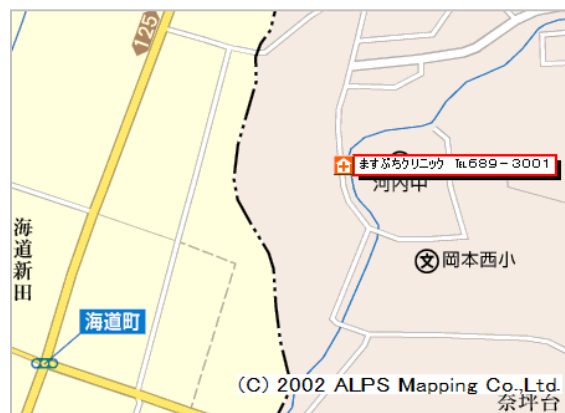 125
ますぶちクリニック ℡689-3001
河内中
海道新田
文岡本西小
海道町
(C) 2002 ALPS Mapping Co.,Ltd.
奈坪台